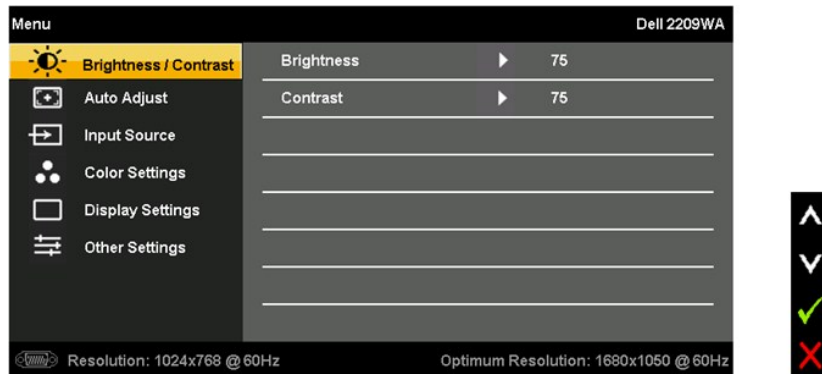 Menu Dell 2209WA
Brightness / Contrast Brightness 75
Auto Adjust Contrast 75
Input Source
Color Settings
Display Settings
Other Settings
Resolution: 1024x768 @ 60Hz Optimum Resolution: 1680x1050 @ 60Hz